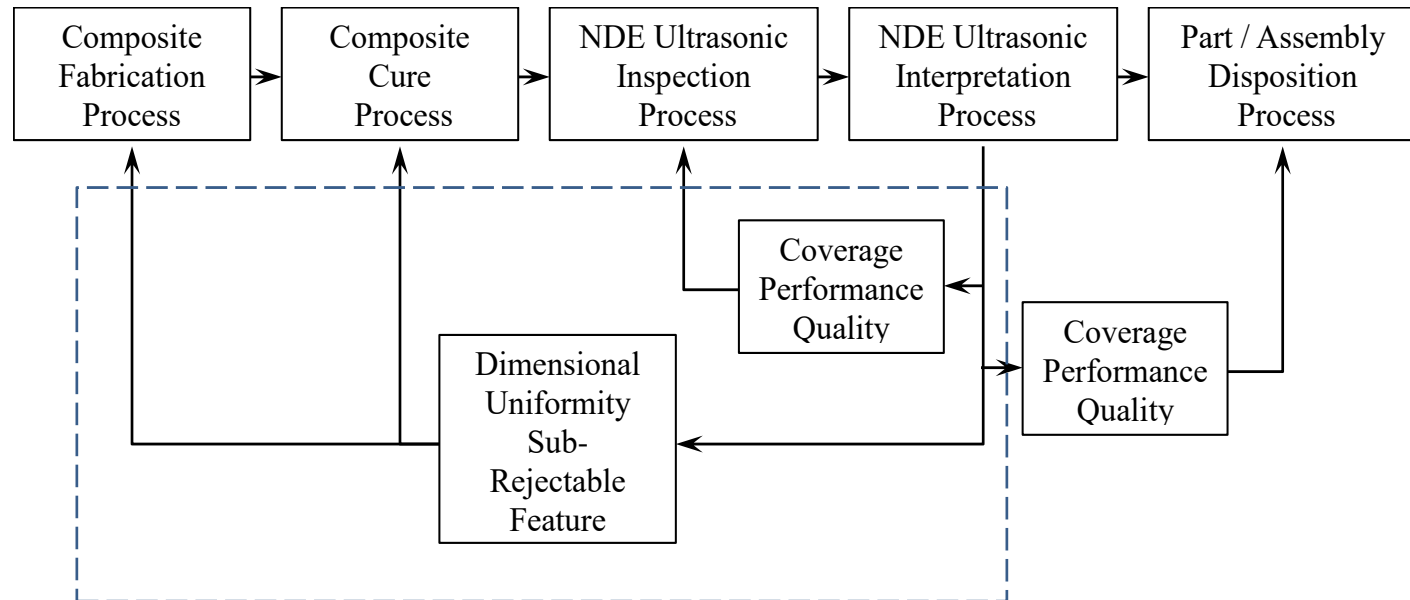 Composite
Fabrication
Process
Composite
Cure
Process
NDE Ultrasonic
Inspection
Process
NDE Ultrasonic
Interpretation
Process
Part / Assembly
Disposition
Process
Coverage
Performance
Quality
Coverage
Performance
Quality
Dimensional
Uniformity
Sub-
Rejectable
Feature